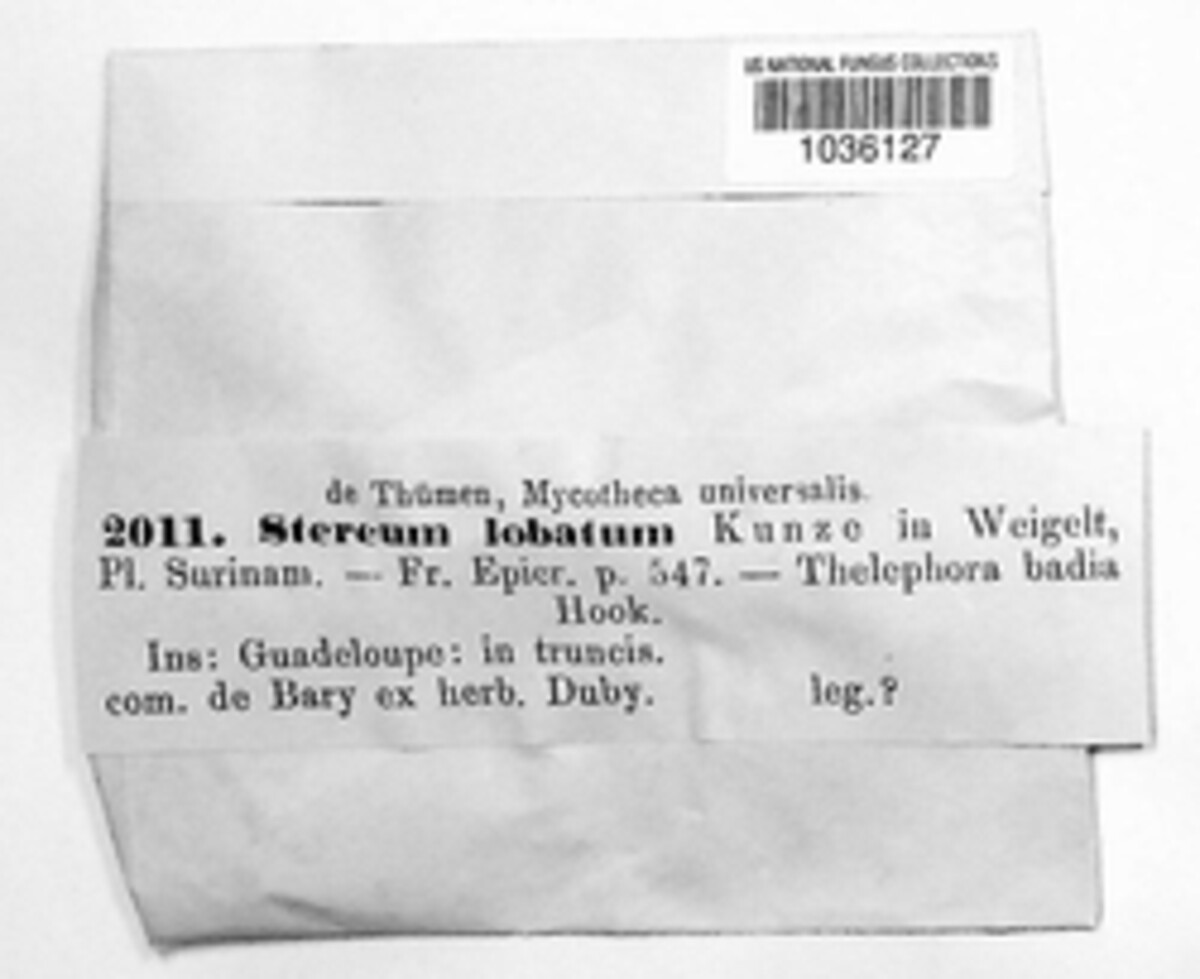 US NATIONAL FUNGUS COLLECTIONS
1036127
de Thümen, Mycotheca universalis.
2011. Stereum lobatum Kunze in Weigelt,
Pl. Surinam. — Fr. Epicr. p. 547. — Thelephora badia
Hook.
Ins: Guadeloupe: in truncis.
com. de Bary ex herb. Duby. leg.?